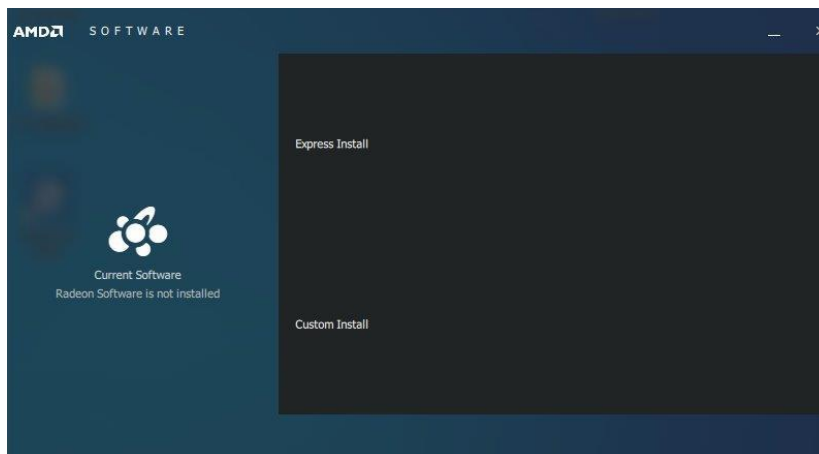 AMD SOFTWARE
Express Install
Current Software
Radeon Software is not installed
Custom Install